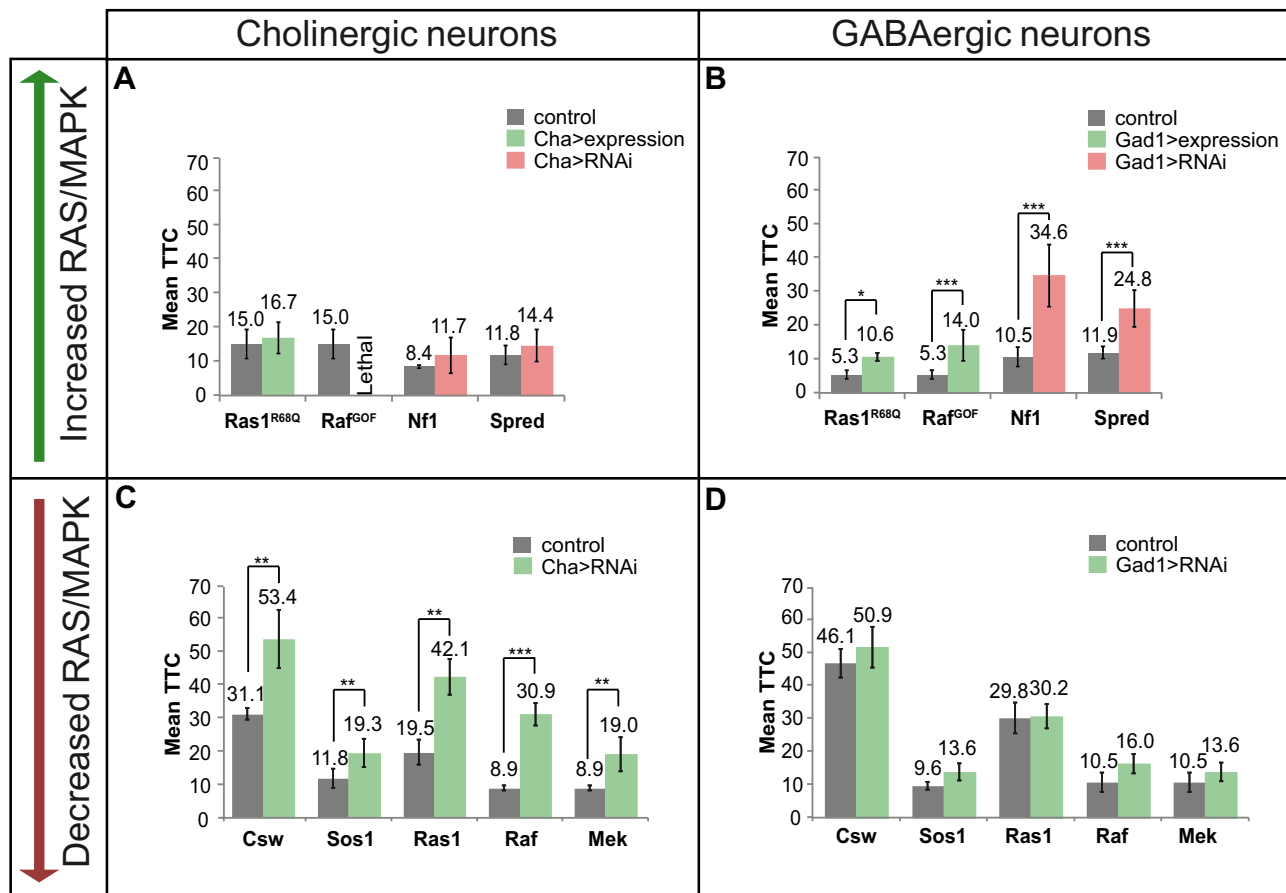 Cholinergic neurons
GABAergic neurons
Increased RAS/MAPK
Decreased RAS/MAPK
A
control
Cha>expression
Cha>RNAi
Mean TTC
70
60
50
40
30
20
10
0
15.0
16.7
15.0
Lethal
8.4
11.7
11.8
14.4
Ras1R68Q
RafGOF
Nf1
Spred
B
control
Gad1>expression
Gad1>RNAi
Mean TTC
70
60
50
40
30
20
10
0
*
5.3
10.6
***
5.3
14.0
***
10.5
34.6
***
11.9
24.8
Ras1R68Q
RafGOF
Nf1
Spred
C
control
Cha>RNAi
Mean TTC
70
60
50
40
30
20
10
0
**
31.1
53.4
**
11.8
19.3
**
19.5
42.1
***
8.9
30.9
**
8.9
19.0
Csw
Sos1
Ras1
Raf
Mek
D
control
Gad1>RNAi
Mean TTC
70
60
50
40
30
20
10
0
46.1
50.9
9.6
13.6
29.8
30.2
10.5
16.0
10.5
13.6
Csw
Sos1
Ras1
Raf
Mek